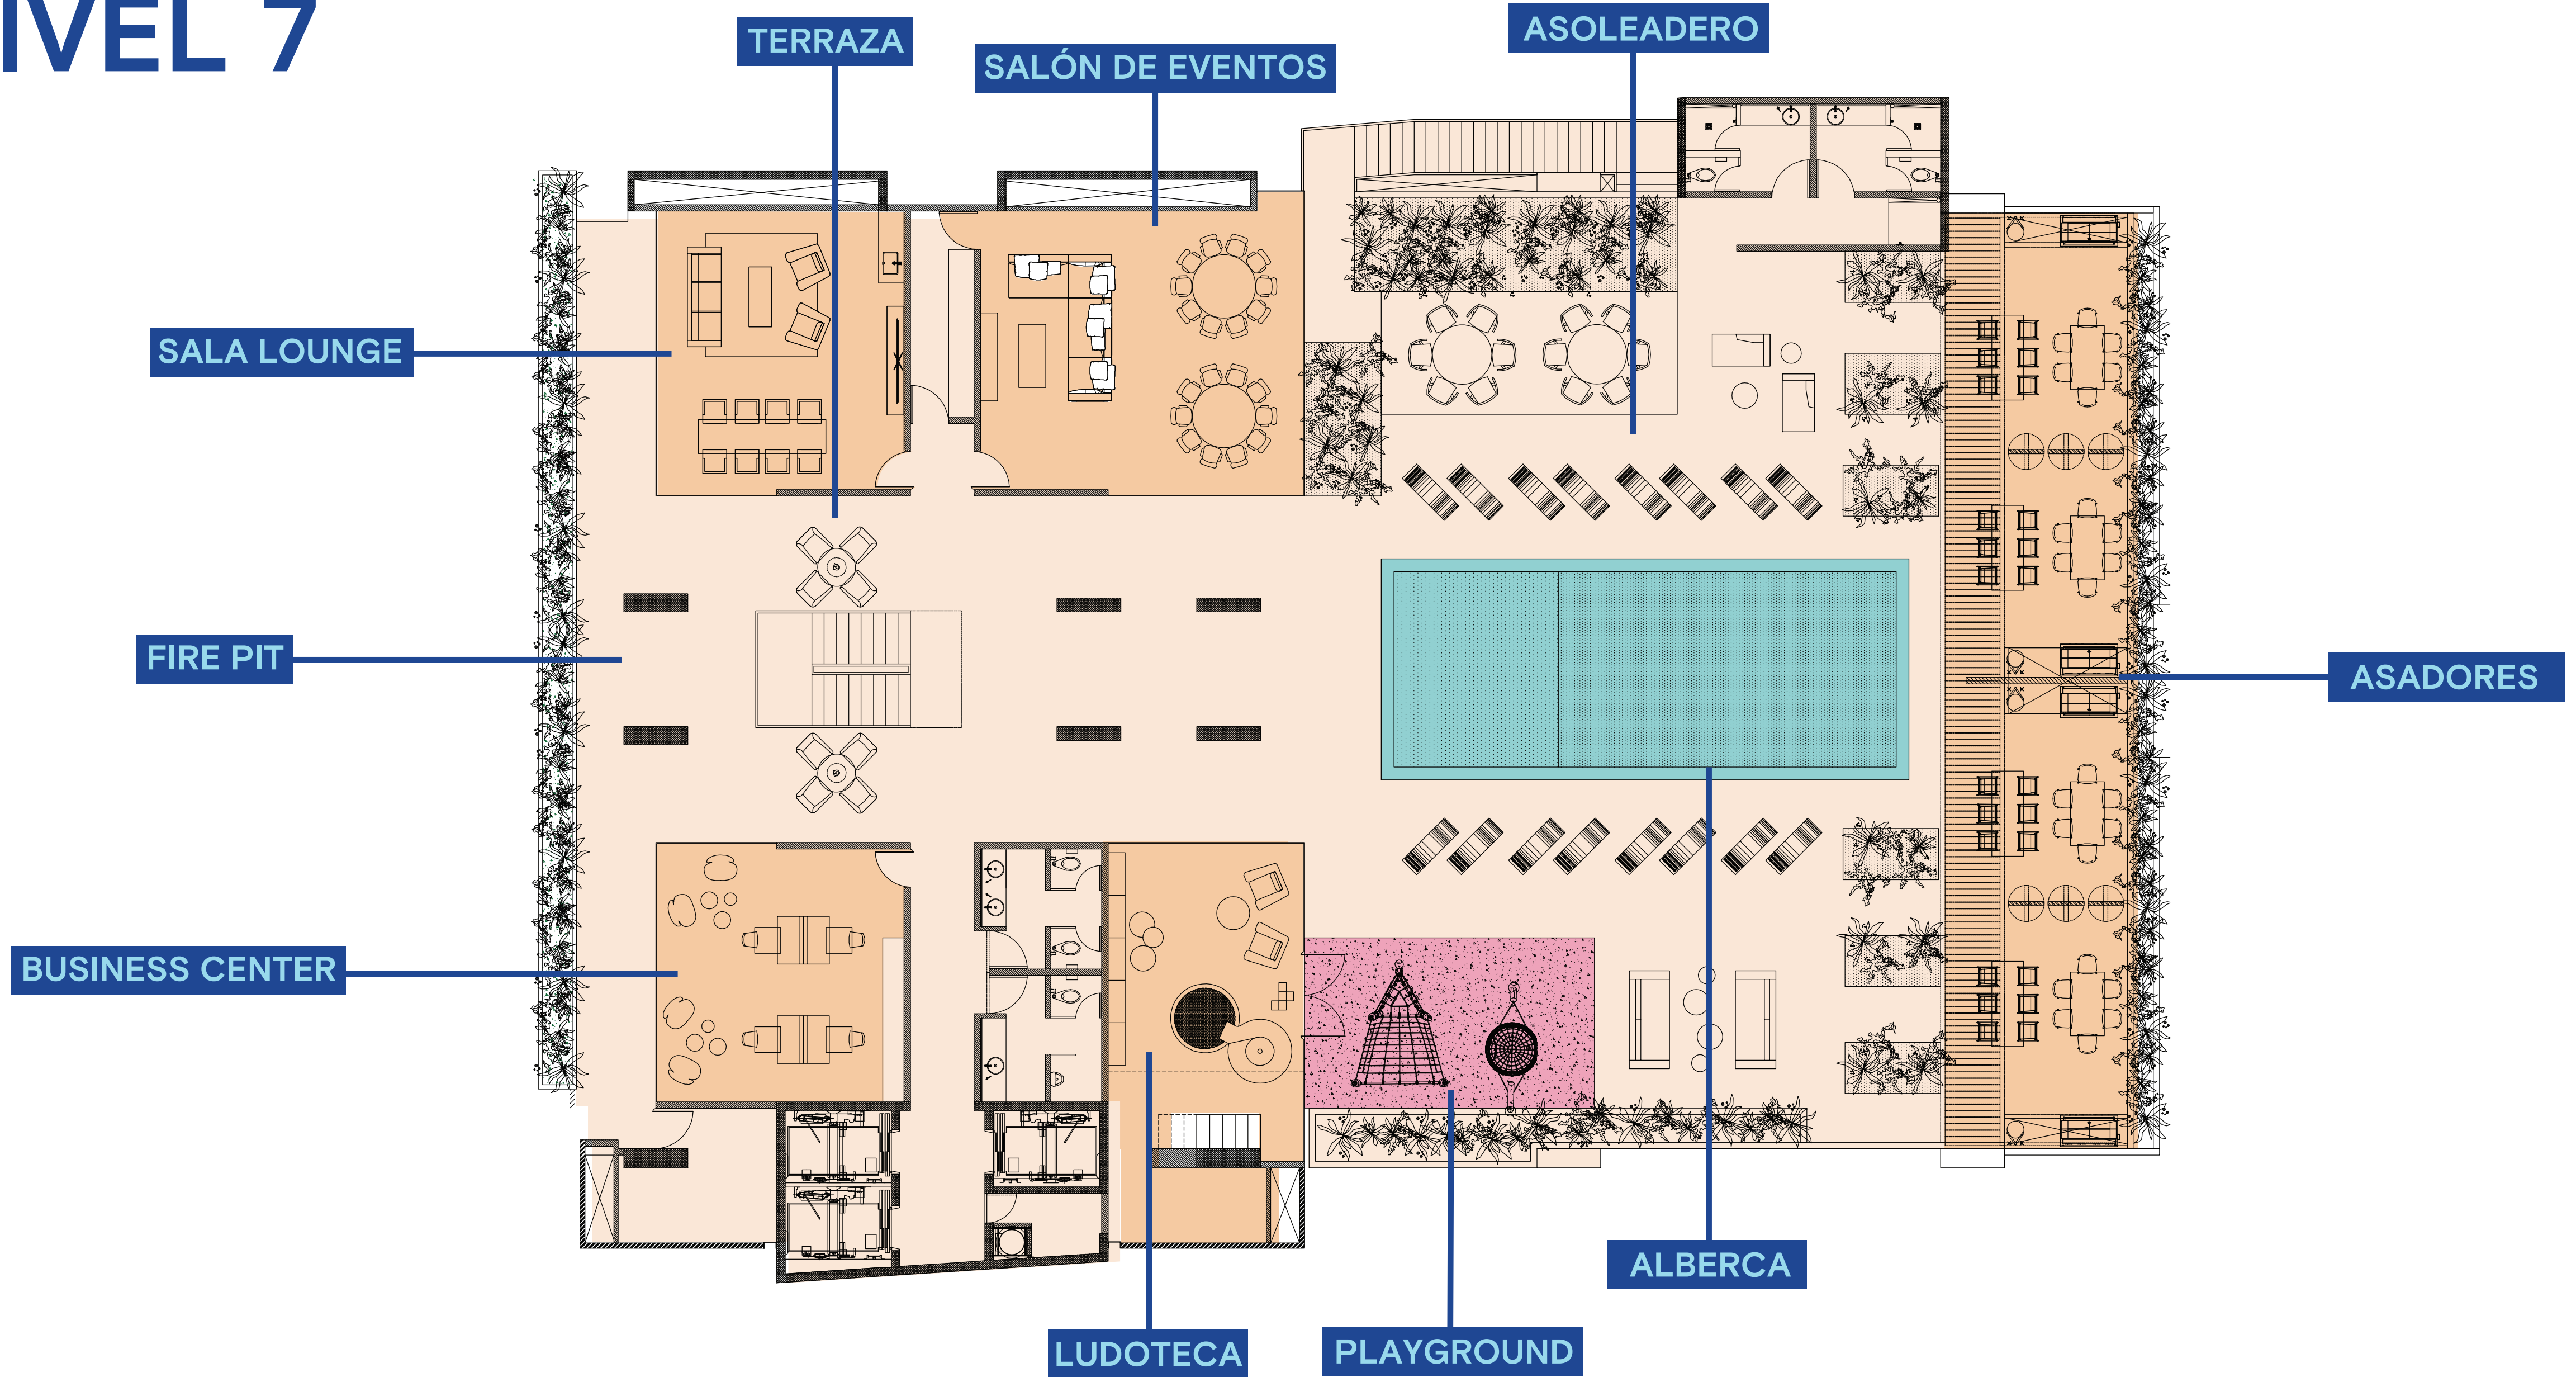 IVEL 7
TERRAZA
SALÓN DE EVENTOS
ASOLEADERO
SALA LOUNGE
FIRE PIT
ASADORES
BUSINESS CENTER
ALBERCA
LUDOTECA
PLAYGROUND